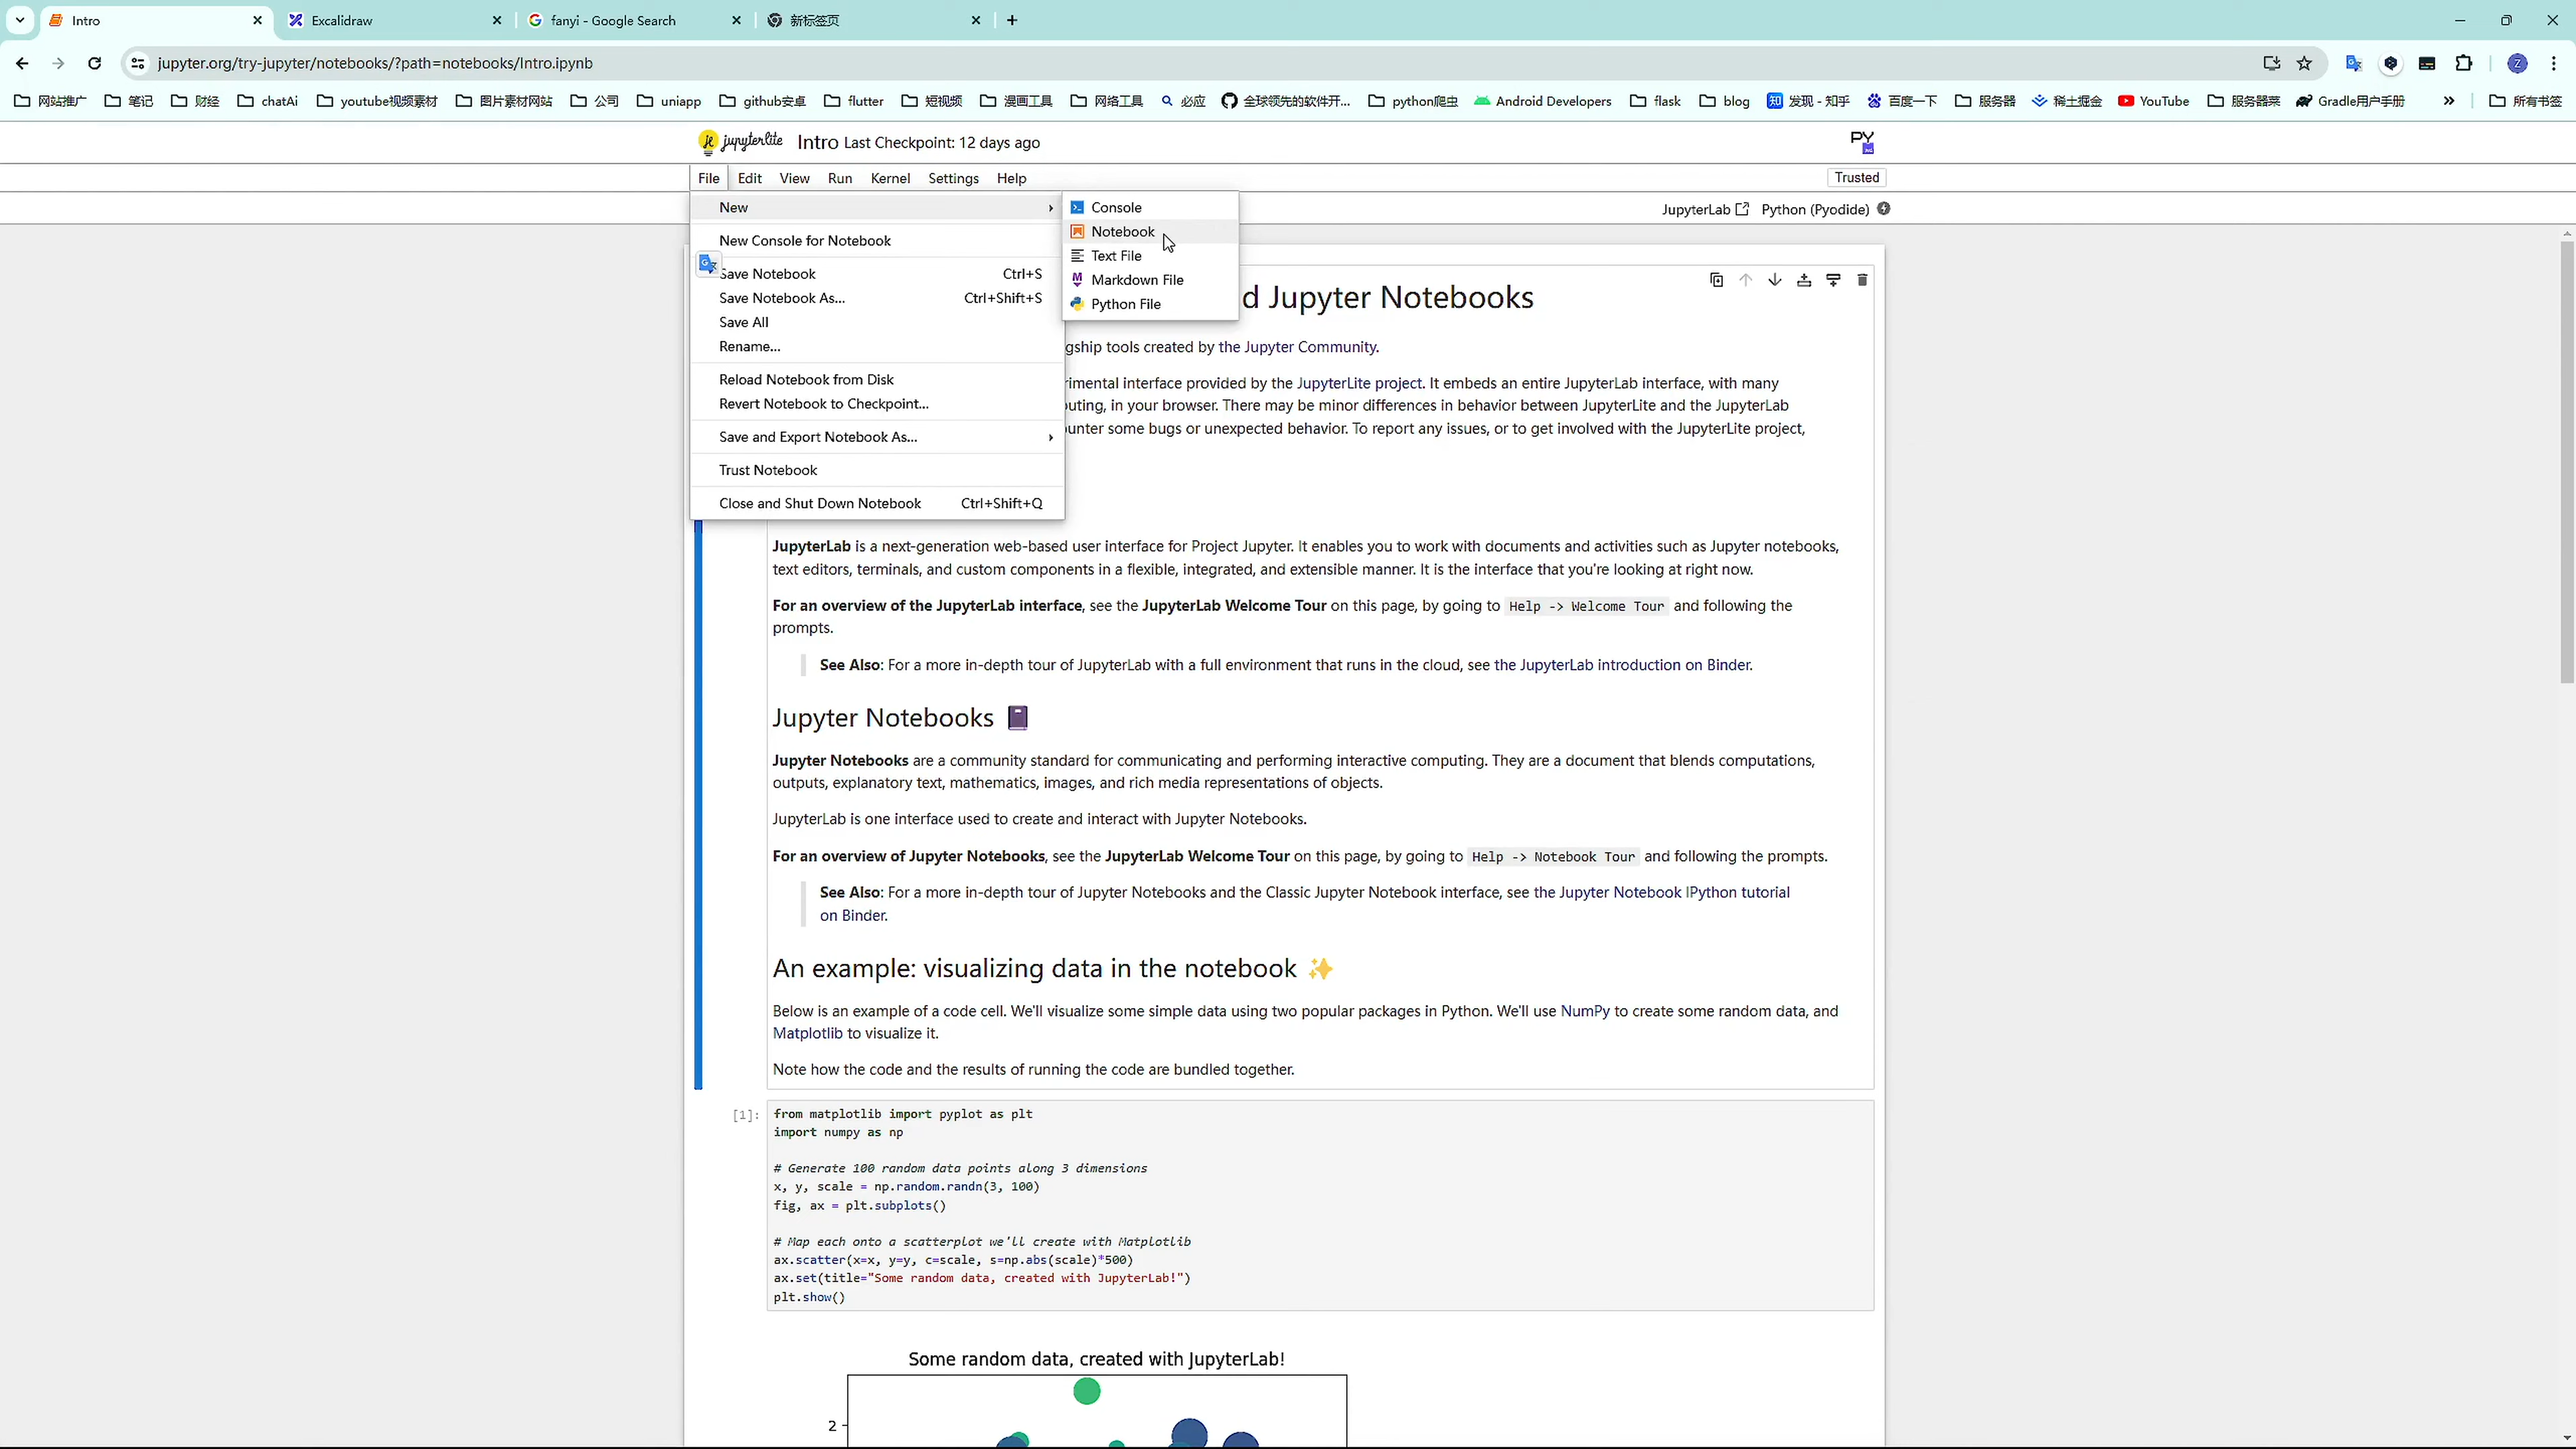 Intro
Excalidraw
fanyi - Google Search
新标签页
jupyter.org/try-jupyter/notebooks/?path=notebooks/Intro.ipynb
Z
网站推广
笔记
财经
chatAi
youtube视频素材
图片素材网站
公司
uniapp
github安卓
flutter
短视频
漫画工具
网络工具
必应
全球领先的软件开...
python爬虫
Android Developers
flask
blog
发现 - 知乎
百度一下
服务器
稀土掘金
YouTube
服务器菜
Gradle用户手册
所有书签
jupyterlite
Intro Last Checkpoint: 12 days ago
PY
File Edit View Run Kernel Settings Help
Trusted
JupyterLab Python (Pyodide)
New
New Console for Notebook
Save Notebook Ctrl+S
Save Notebook As... Ctrl+Shift+S
Save All
Rename...
Reload Notebook from Disk
Revert Notebook to Checkpoint...
Save and Export Notebook As...
Trust Notebook
Close and Shut Down Notebook Ctrl+Shift+Q
Console
Notebook
Text File
Markdown File
Python File
d Jupyter Notebooks
gship tools created by the Jupyter Community.
rimental interface provided by the JupyterLite project. It embeds an entire JupyterLab interface, with many
outing, in your browser. There may be minor differences in behavior between JupyterLite and the JupyterLab
ounter some bugs or unexpected behavior. To report any issues, or to get involved with the JupyterLite project,
JupyterLab is a next-generation web-based user interface for Project Jupyter. It enables you to work with documents and activities such as Jupyter notebooks,
text editors, terminals, and custom components in a flexible, integrated, and extensible manner. It is the interface that you're looking at right now.
For an overview of the JupyterLab interface, see the JupyterLab Welcome Tour on this page, by going to Help -> Welcome Tour and following the
prompts.
See Also: For a more in-depth tour of JupyterLab with a full environment that runs in the cloud, see the JupyterLab introduction on Binder.
Jupyter Notebooks
Jupyter Notebooks are a community standard for communicating and performing interactive computing. They are a document that blends computations,
outputs, explanatory text, mathematics, images, and rich media representations of objects.
JupyterLab is one interface used to create and interact with Jupyter Notebooks.
For an overview of Jupyter Notebooks, see the JupyterLab Welcome Tour on this page, by going to Help -> Notebook Tour and following the prompts.
See Also: For a more in-depth tour of Jupyter Notebooks and the Classic Jupyter Notebook interface, see the Jupyter Notebook IPython tutorial
on Binder.
An example: visualizing data in the notebook ✨
Below is an example of a code cell. We'll visualize some simple data using two popular packages in Python. We'll use NumPy to create some random data, and
Matplotlib to visualize it.
Note how the code and the results of running the code are bundled together.
[1]:
from matplotlib import pyplot as plt
import numpy as np
# Generate 100 random data points along 3 dimensions
x, y, scale = np.random.randn(3, 100)
fig, ax = plt.subplots()
# Map each onto a scatterplot we'll create with Matplotlib
ax.scatter(x=x, y=y, c=scale, s=np.abs(scale)*500)
ax.set(title="Some random data, created with JupyterLab!")
plt.show()
Some random data, created with JupyterLab!
2